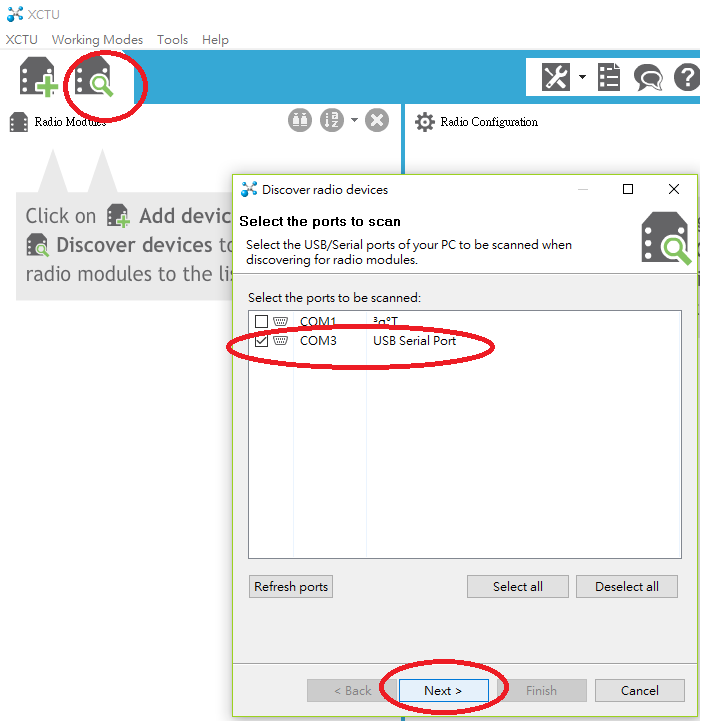 XCTU
XCTU Working Modes Tools Help
Radio Modules
Radio Configuration
Click on Add devic
Discover devices to
radio modules to the lis
Discover radio devices
Select the ports to scan
Select the USB/Serial ports of your PC to be scanned when
discovering for radio modules.
Select the ports to be scanned:
COM1 ³q°T
COM3 USB Serial Port
Refresh ports
Select all
Deselect all
< Back
Next >
Finish
Cancel